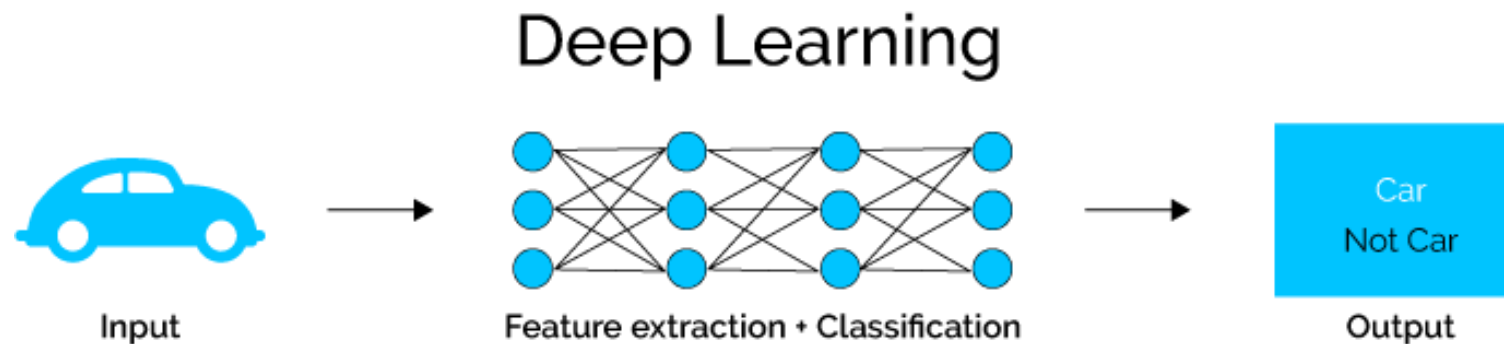 Deep Learning
Car
Not Car
Input
Feature extraction + Classification
Output